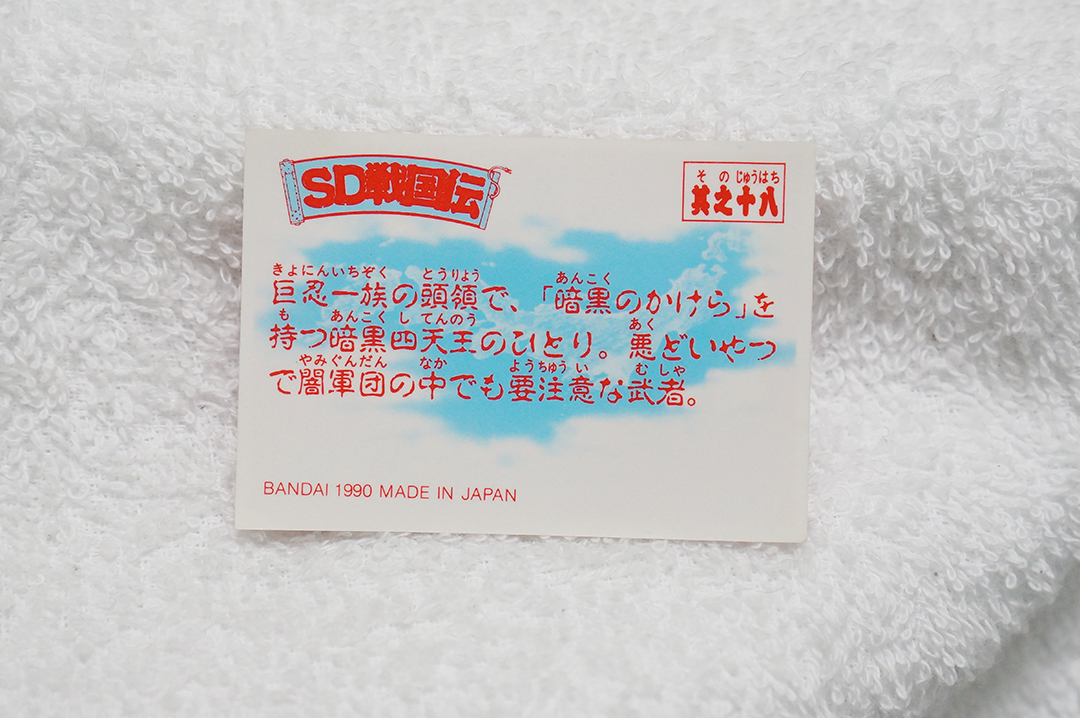 SD戦国伝
そのじゅうはち
其之十八
きょにんいちぞく とうりょう あんこく
巨忍一族の頭領で、「暗黒のかけら」を
も あんこくしてんのう あく
持つ暗黒四天王のひとり。悪どいやつ
やみぐんだん なか ようちゅうい むしゃ
で闇軍団の中でも要注意な武者。
BANDAI 1990 MADE IN JAPAN